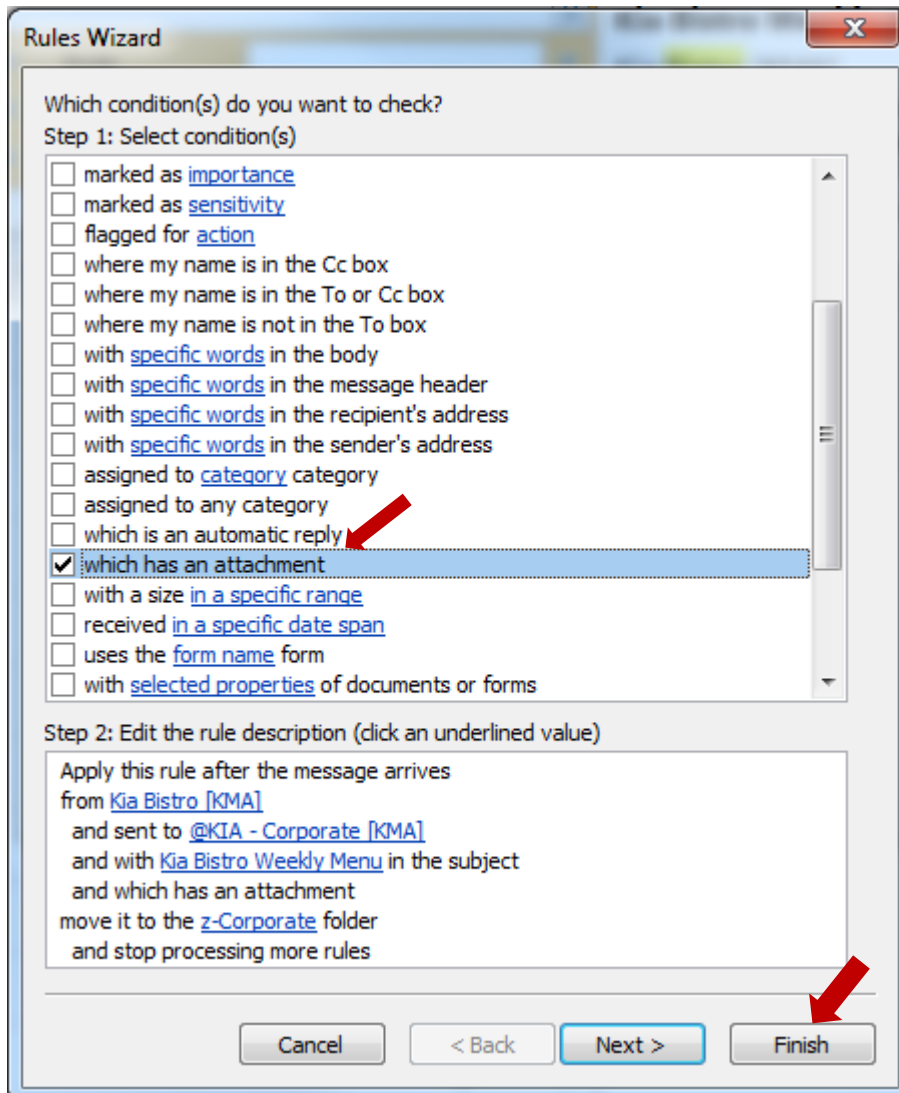 Rules Wizard
Which condition(s) do you want to check?
Step 1: Select condition(s)
marked as importance
marked as sensitivity
flagged for action
where my name is in the Cc box
where my name is in the To or Cc box
where my name is not in the To box
with specific words in the body
with specific words in the message header
with specific words in the recipient's address
with specific words in the sender's address
assigned to category category
assigned to any category
which is an automatic reply
which has an attachment
with a size in a specific range
received in a specific date span
uses the form name form
with selected properties of documents or forms
Step 2: Edit the rule description (click an underlined value)
Apply this rule after the message arrives
from Kia Bistro [KMA]
and sent to @KIA - Corporate [KMA]
and with Kia Bistro Weekly Menu in the subject
and which has an attachment
move it to the z-Corporate folder
and stop processing more rules
Cancel
< Back
Next >
Finish